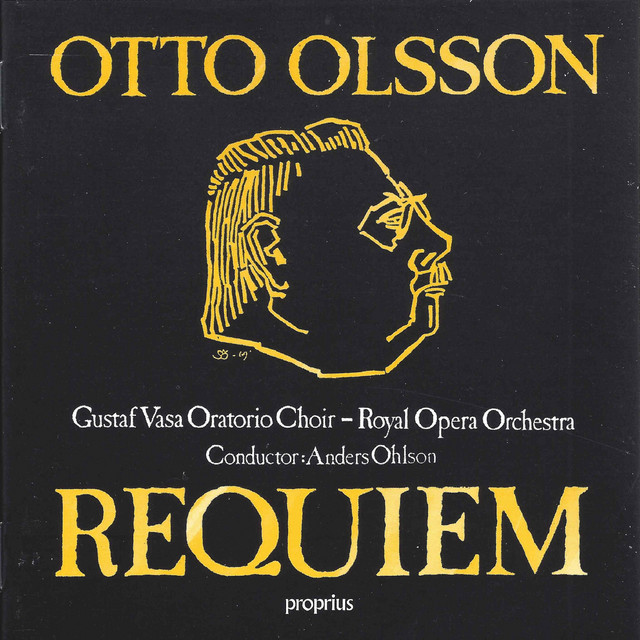 OTTO OLSSON
Gustaf Vasa Oratorio Choir – Royal Opera Orchestra
Conductor: Anders Ohlson
REQUIEM
proprius